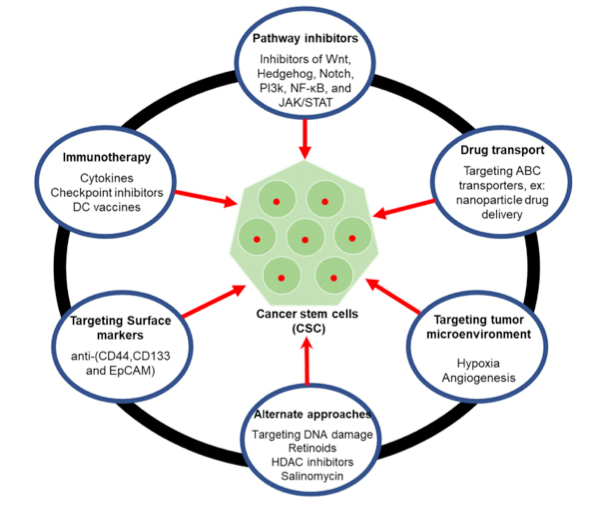 Pathway inhibitors
Inhibitors of Wnt,
Hedgehog, Notch,
PI3k, NF-κB, and
JAK/STAT
Immunotherapy
Cytokines
Checkpoint inhibitors
DC vaccines
Drug transport
Targeting ABC
transporters, ex:
nanoparticle drug
delivery
Cancer stem cells
(CSC)
Targeting Surface
markers
anti-(CD44,CD133
and EpCAM)
Targeting tumor
microenvironment
Hypoxia
Angiogenesis
Alternate approaches
Targeting DNA damage
Retinoids
HDAC inhibitors
Salinomycin